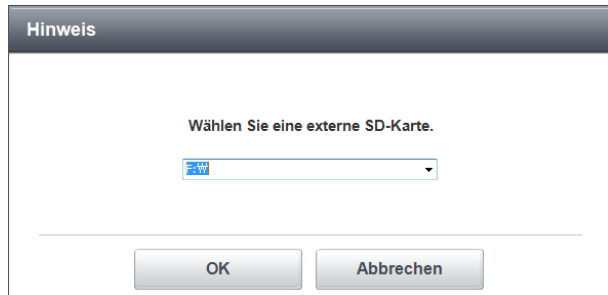 Hinweis
Wählen Sie eine externe SD-Karte.
F:₩
OK
Abbrechen